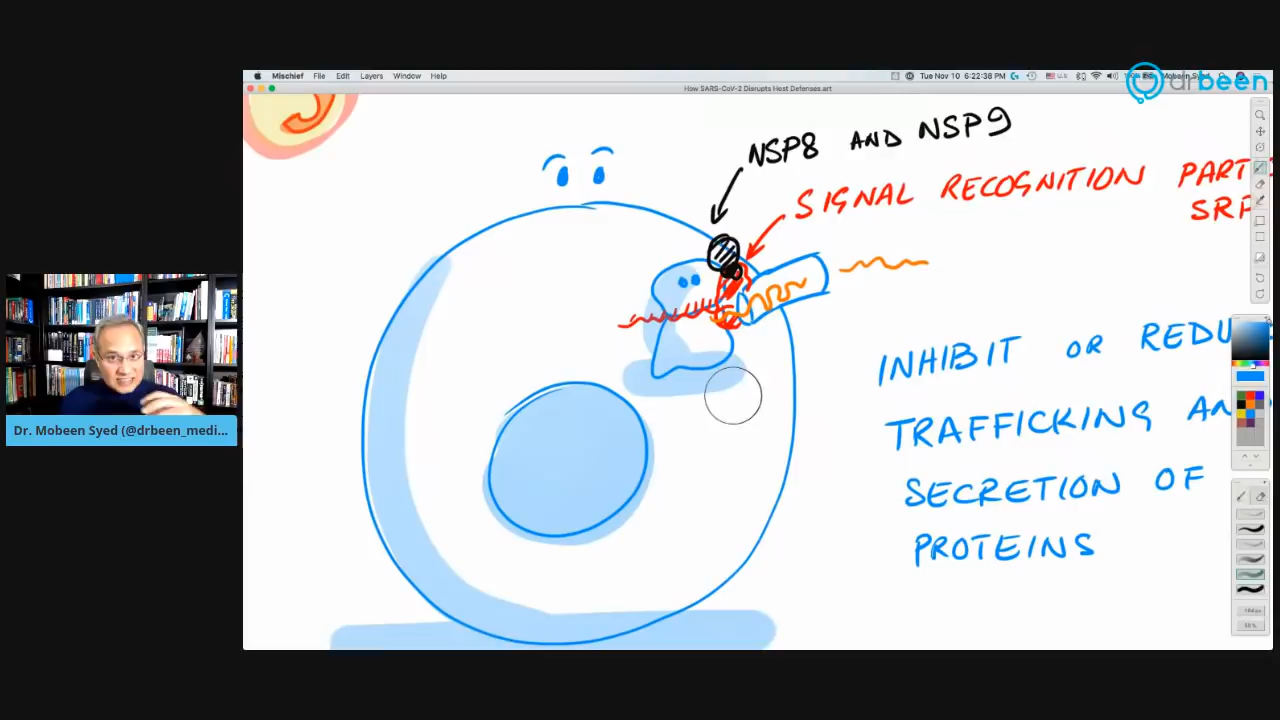 Mischief File Edit Layers Window Help
Tue Nov 10 6:22:38 PM
drbeen
How SARS-CoV-2 Disrupts Host Defenses.art
NSP8 AND NSP9
SIGNAL RECOGNITION PART
SRP
INHIBIT OR REDU
TRAFFICKING AN
SECRETION OF
PROTEINS
Dr. Mobeen Syed (@drbeen_medi...